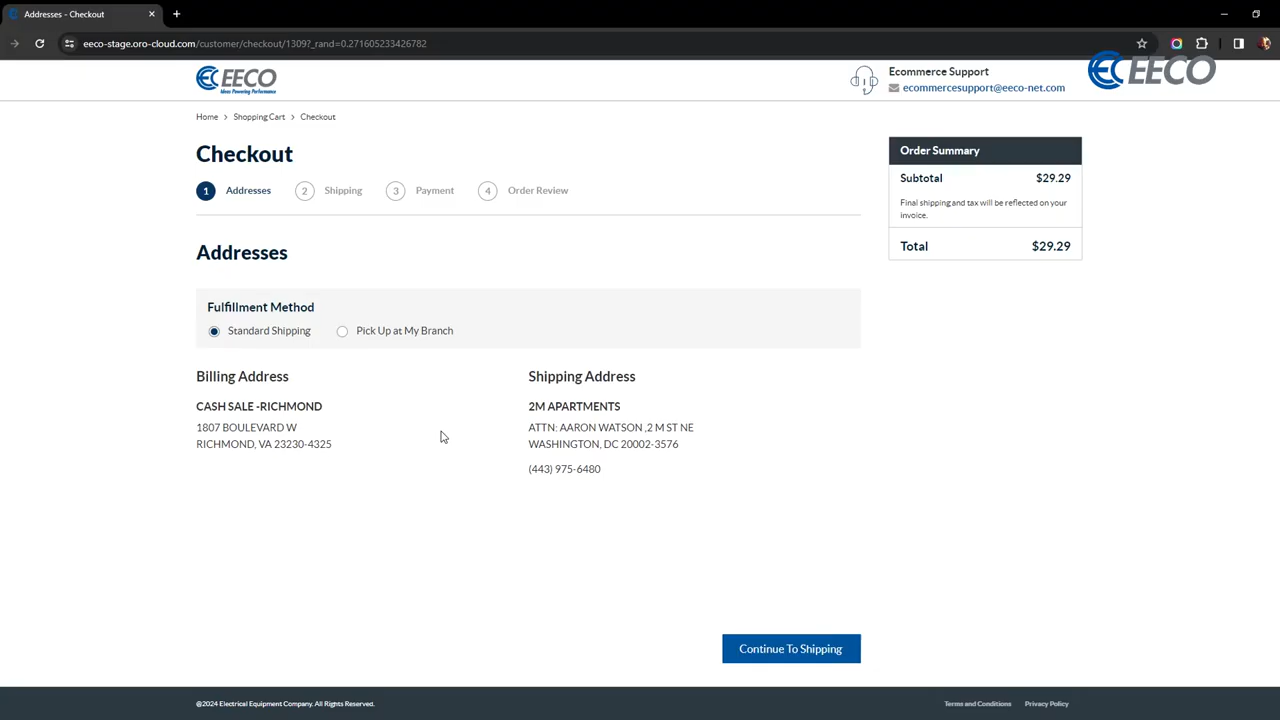 Addresses - Checkout
eeco-stage.oro-cloud.com/customer/checkout/1309?_rand=0.271605233426782
EECO
Ideas Powering Performance
Ecommerce Support
ecommercesupport@eeco-net.com
EECO
Home > Shopping Cart > Checkout
Checkout
1 Addresses 2 Shipping 3 Payment 4 Order Review
Addresses
Fulfillment Method
Standard Shipping Pick Up at My Branch
Billing Address
CASH SALE -RICHMOND
1807 BOULEVARD W
RICHMOND, VA 23230-4325
Shipping Address
2M APARTMENTS
ATTN: AARON WATSON ,2 M ST NE
WASHINGTON, DC 20002-3576
(443) 975-6480
Order Summary
Subtotal $29.29
Final shipping and tax will be reflected on your
invoice.
Total $29.29
Continue To Shipping
@2024 Electrical Equipment Company. All Rights Reserved.
Terms and Conditions Privacy Policy